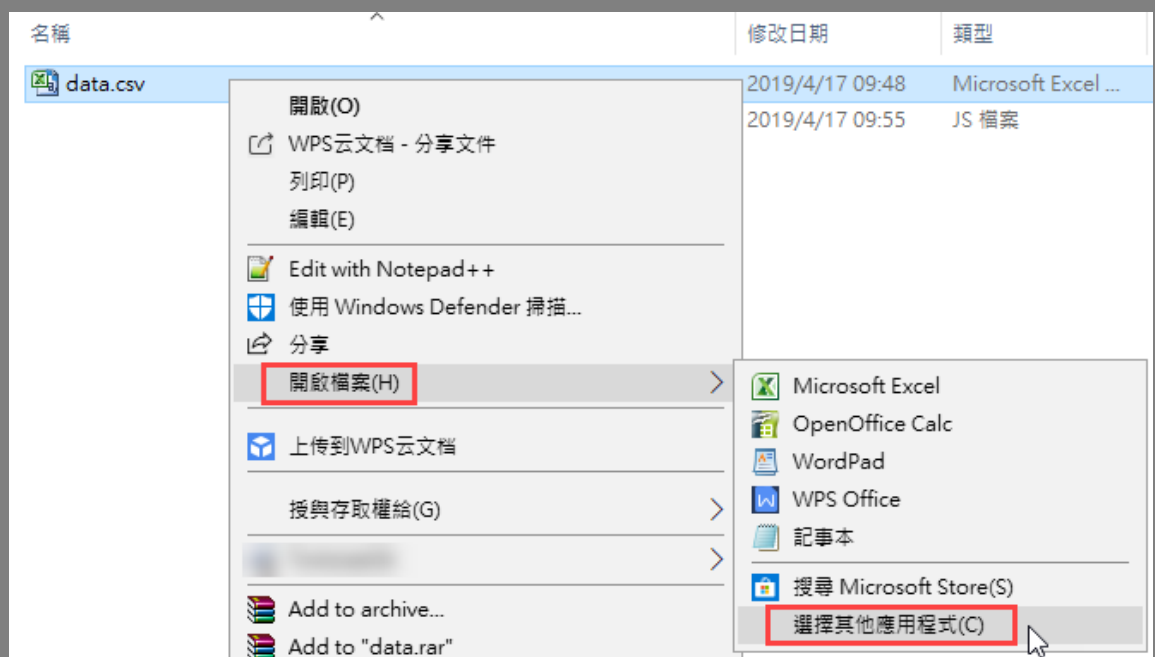 名稱
修改日期
類型
data.csv
2019/4/17 09:48
Microsoft Excel ...
2019/4/17 09:55
JS 檔案
開啟(O)
WPS云文档 - 分享文件
列印(P)
編輯(E)
Edit with Notepad++
使用 Windows Defender 掃描...
分享
開啟檔案(H)
上传到WPS云文档
授與存取權給(G)
Add to archive...
Add to "data.rar"
Microsoft Excel
OpenOffice Calc
WordPad
WPS Office
記事本
搜尋 Microsoft Store(S)
選擇其他應用程式(C)